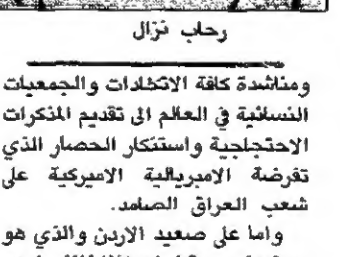 رحاب نزال
ومناشدة كافة الاتحادات والجمعيات
النسائية في العالم الى تقديم المذكرات
الاحتجاجية واستنكار الحصار الذي
تفرضة الامبريالية الاميركية على
شعب العراق الصامد.
واما على صعيد الاردن والذي هو